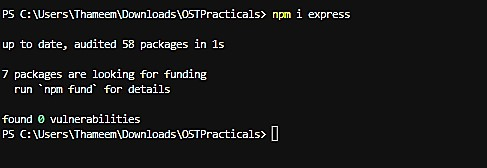 PS C:\Users\Thameem\Downloads\OSTPracticals> npm i express
up to date, audited 58 packages in 1s
7 packages are looking for funding
  run `npm fund` for details
found 0 vulnerabilities
PS C:\Users\Thameem\Downloads\OSTPracticals>